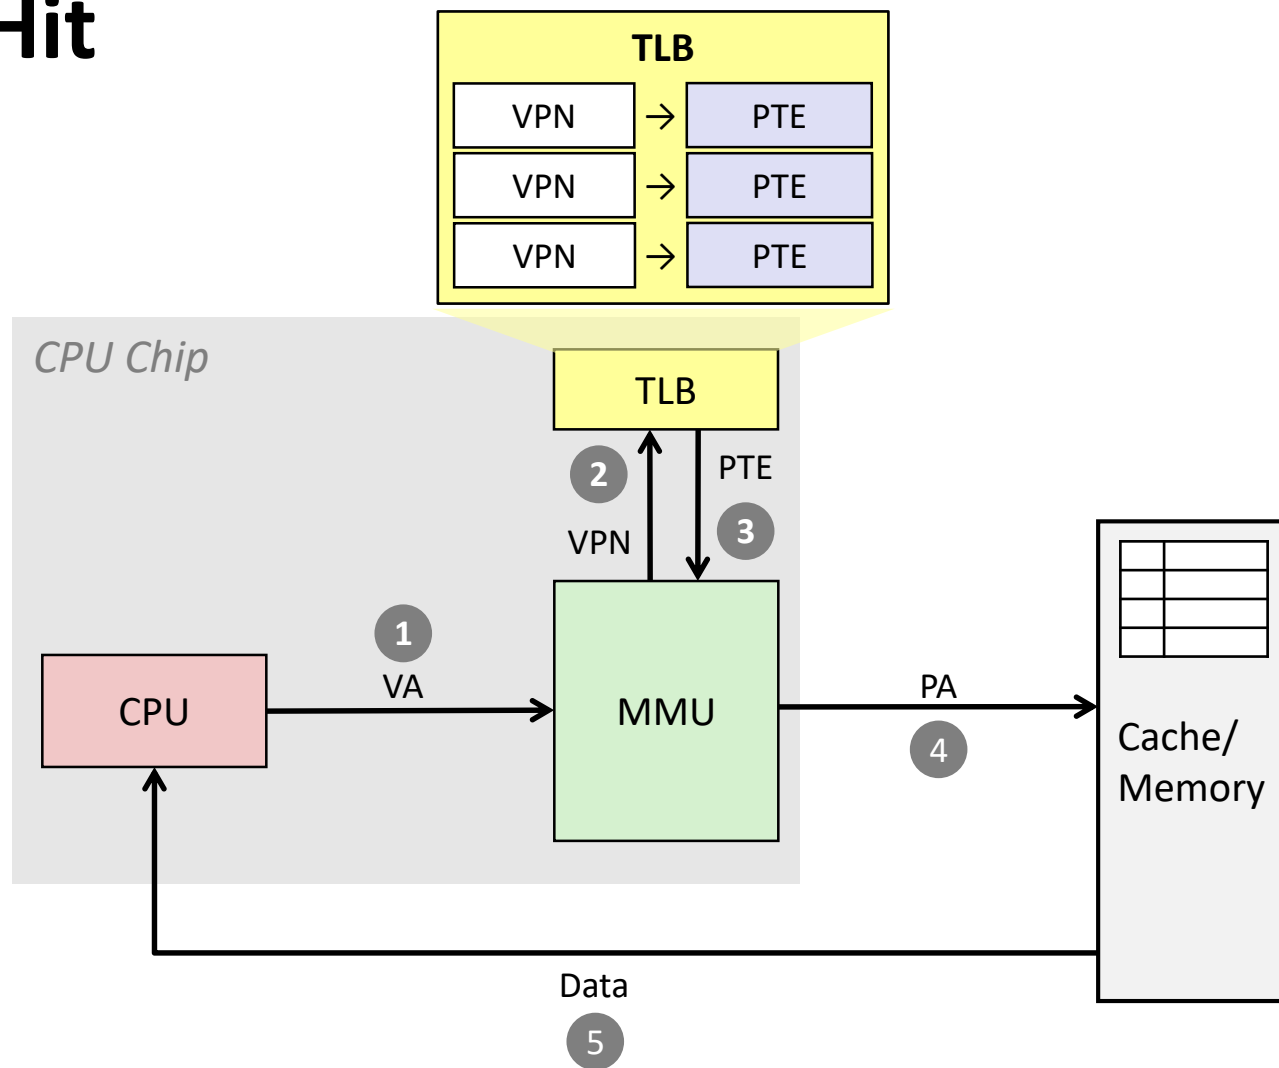 Hit
TLB
VPN → PTE
VPN → PTE
VPN → PTE
CPU Chip
TLB
2
PTE
VPN
3
1
VA
CPU
MMU
PA
4
Cache/
Memory
Data
5